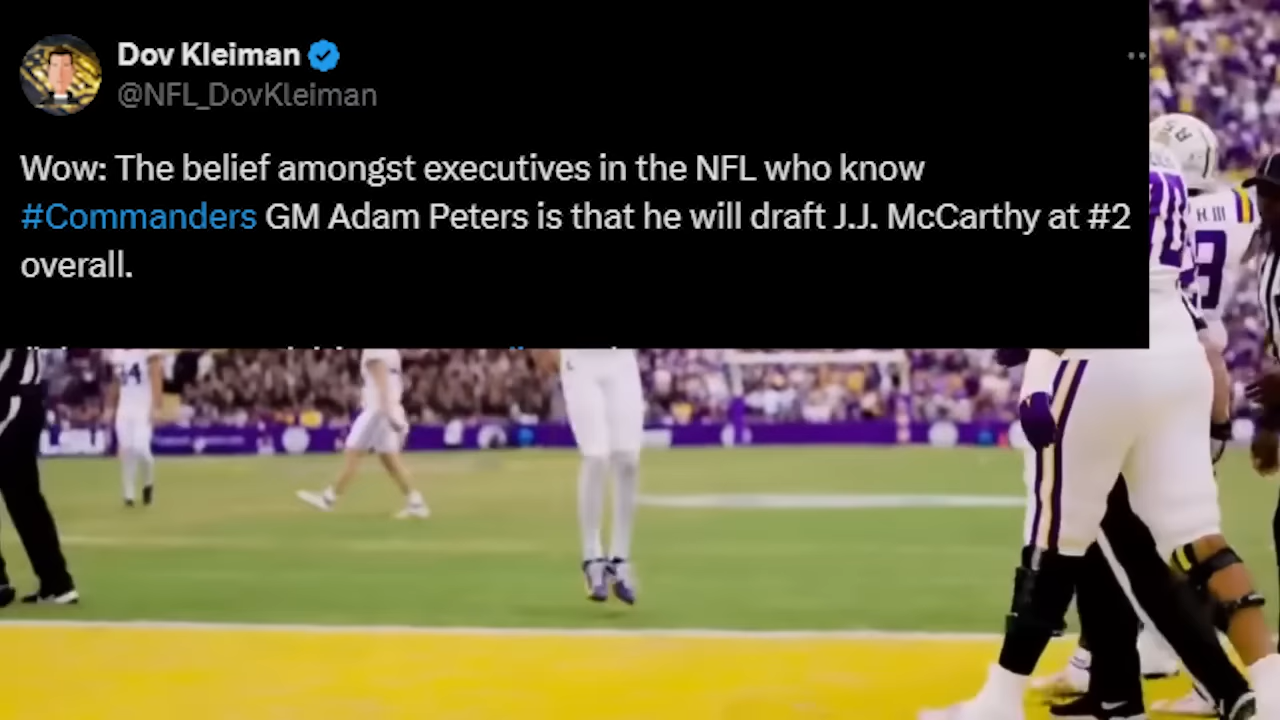 Dov Kleiman
@NFL_DovKleiman
Wow: The belief amongst executives in the NFL who know
#Commanders GM Adam Peters is that he will draft J.J. McCarthy at #2
overall.